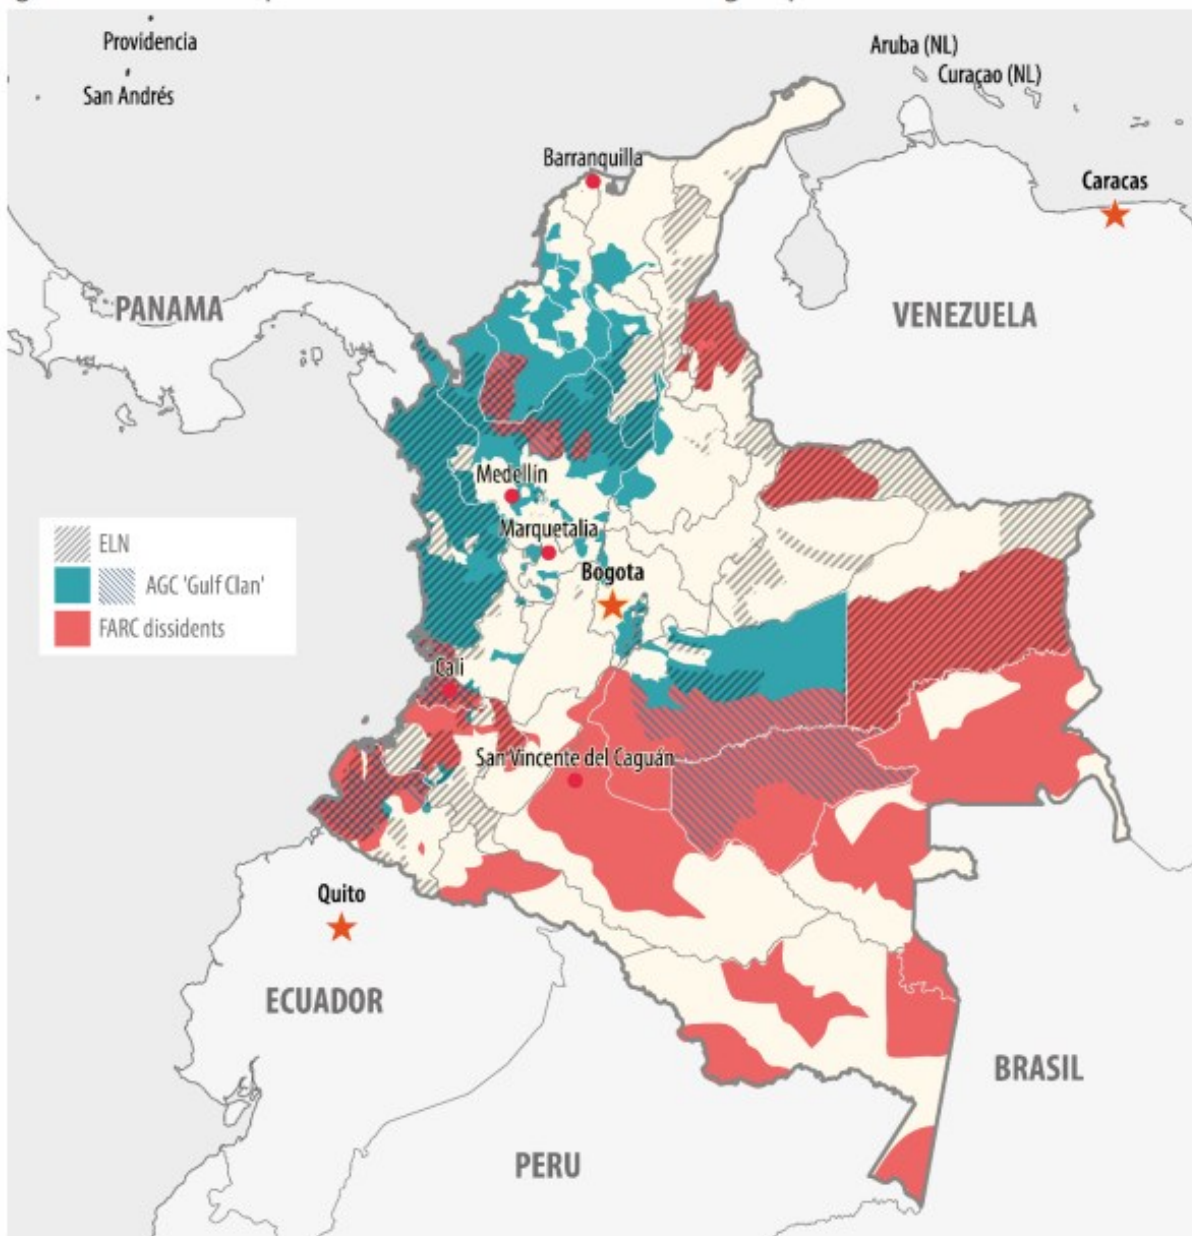 Providencia
San Andrés
Aruba (NL)
Curaçao (NL)
Barranquilla
Caracas
PANAMA
VENEZUELA
Medellín
Marquetalia
Bogota
ELN
AGC 'Gulf Clan'
FARC dissidents
Cali
San Vincente del Caguán
Quito
ECUADOR
BRASIL
PERU